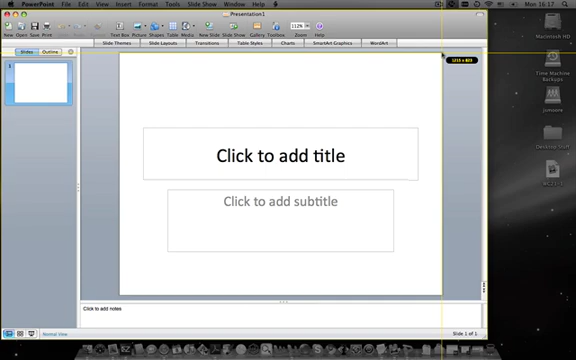 PowerPoint File Edit View Insert Format Tools Slide Show Window Help
Mon 16:17
Presentation1
112%
New Open Save Print
Text Box Picture Shapes Table Media
New Slide Slide Show
Gallery Toolbox
Zoom
Help
Slide Themes Slide Layouts Transitions Table Styles Charts SmartArt Graphics WordArt
Slides Outline
1
Click to add title
Click to add subtitle
Click to add notes
Normal View
Slide 1 of 1
Macintosh HD
Time Machine
Backups
Desktop Stuff